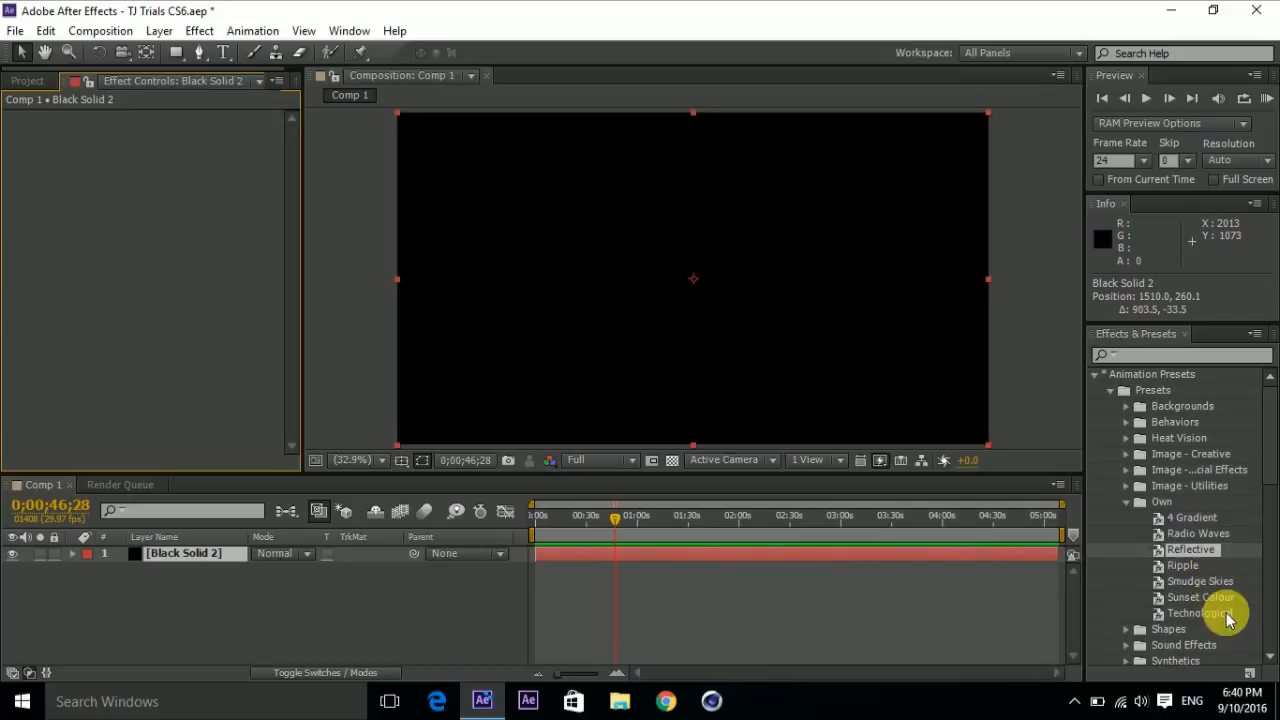 Adobe After Effects - TJ Trials CS6.aep *
File Edit Composition Layer Effect Animation View Window Help
Workspace: All Panels Search Help
Project Effect Controls: Black Solid 2 Composition: Comp 1 Preview
Comp 1 • Black Solid 2 Comp 1
RAM Preview Options
Frame Rate Skip Resolution
24 0 Auto
From Current Time Full Screen
Info
R :
G :
B :
A : 0
X : 2013
Y : 1073
Black Solid 2
Position: 1510.0, 260.1
Δ: 903.5, -33.5
Effects & Presets
* Animation Presets
Presets
Backgrounds
Behaviors
Heat Vision
Image - Creative
Image - ...cial Effects
Image - Utilities
Own
4 Gradient
Radio Waves
Reflective
Ripple
Smudge Skies
Sunset Colour
Technological
Shapes
Sound Effects
Synthetics
(32.9%) 0;00;46;28 Full Active Camera 1 View +0.0
Comp 1 Render Queue
0;00;46;28
01408 (29.97 fps)
:00s 00:30s 01:00s 01:30s 02:00s 02:30s 03:00s 03:30s 04:00s 04:30s 05:00s
# Layer Name Mode T TrkMat Parent
1 [Black Solid 2] Normal None
Toggle Switches / Modes
Search Windows
ENG
6:40 PM
9/10/2016